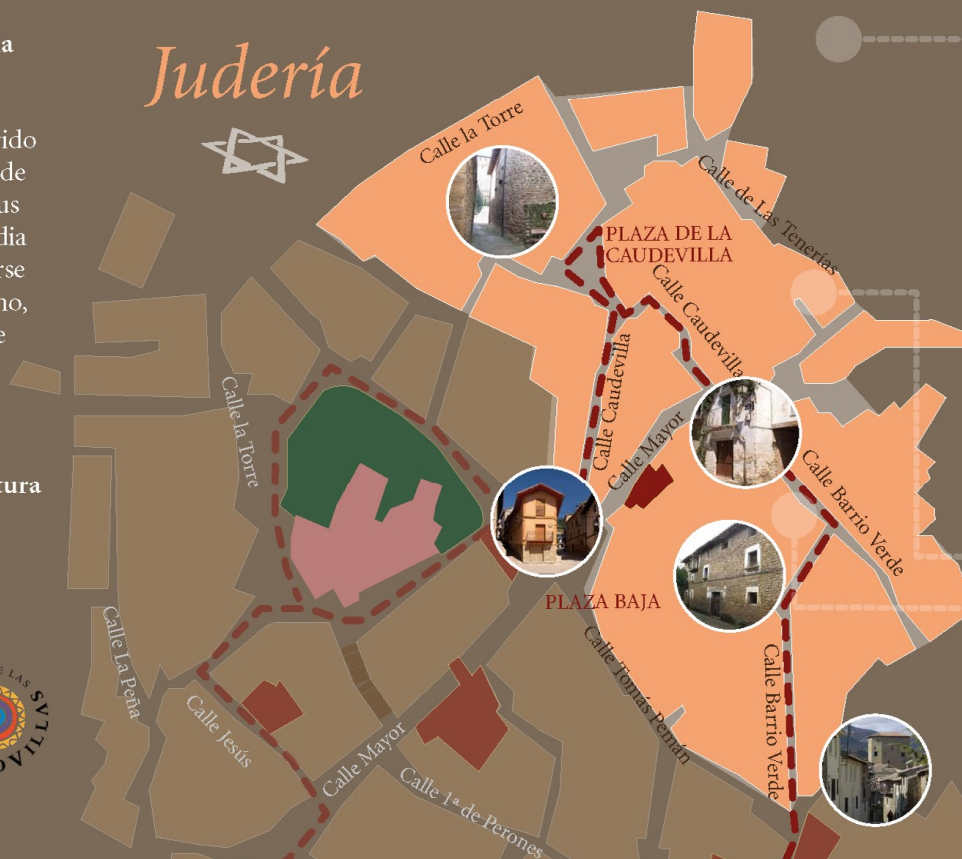 Judería
Calle la Torre
Calle de Las Tenerías
PLAZA DE LA
CAUDEVILLA
Calle Caudevilla
Calle Caudevilla
Calle Mayor
Calle la Torre
Calle Barrio Verde
PLAZA BAJA
Calle Tomás Pemán
Calle Barrio Verde
Calle La Peña
Calle Jesús
Calle Mayor
Calle 1ª de Perones